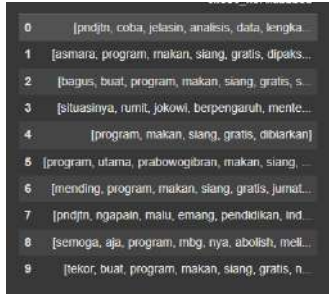 0 [pndjtn, coba, jelasin, analisis, data, lengka...
1 [asmara, program, makan, siang, gratis, dipaks...
2 [bagus, buat, program, makan, siang, gratis, s...
3 [situasinya, rumit, jokowi, berpengaruh, mente...
4 [program, makan, siang, gratis, dibiarkan]
5 [program, utama, prabowogibran, makan, siang, ...
6 [mending, program, makan, siang, gratis, jumat...
7 [pndjtn, ngapain, malu, emang, pendidikan, ind...
8 [semoga, aja, program, mbg, nya, abolish, meli...
9 [tekor, buat, program, makan, siang, gratis, n...